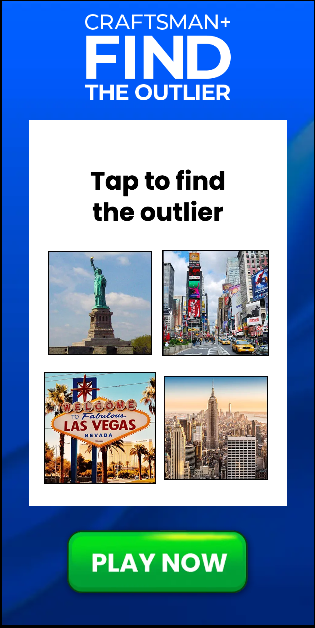 CRAFTSMAN+
FIND
THE OUTLIER
Tap to find
the outlier
WELCOME
TO Fabulous
LAS VEGAS
NEVADA
PLAY NOW